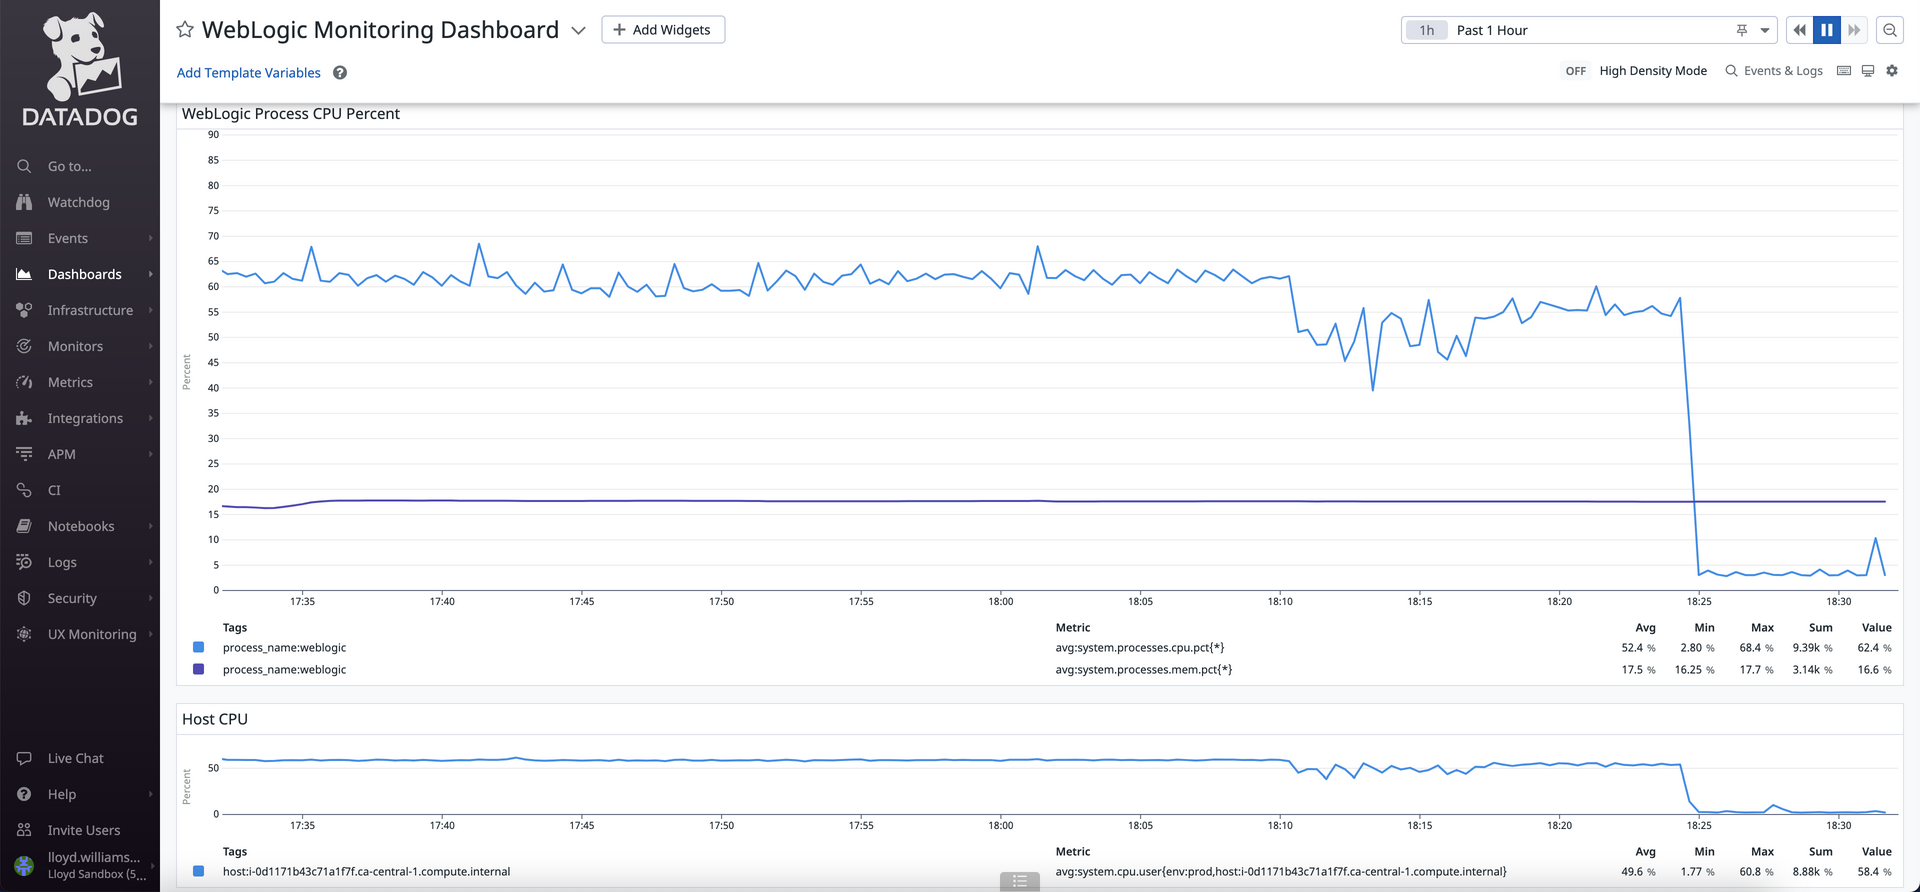 WebLogic Monitoring Dashboard
Add Widgets
1h Past 1 Hour
DATADOG
Add Template Variables ?
OFF High Density Mode Events & Logs
Go to...
Watchdog
Events
Dashboards
Infrastructure
Monitors
Metrics
Integrations
APM
CI
Notebooks
Logs
Security
UX Monitoring
Live Chat
Help
Invite Users
lloyd.williams...
Lloyd Sandbox (5...
WebLogic Process CPU Percent
Percent
90
85
80
75
70
65
60
55
50
45
40
35
30
25
20
15
10
5
0
17:35 17:40 17:45 17:50 17:55 18:00 18:05 18:10 18:15 18:20 18:25 18:30
Tags Metric Avg Min Max Sum Value
process_name:weblogic avg:system.processes.cpu.pct{*} 52.4 % 2.80 % 68.4 % 9.39k % 62.4 %
process_name:weblogic avg:system.processes.mem.pct{*} 17.5 % 16.25 % 17.7 % 3.14k % 16.6 %
Host CPU
Percent
50
0
17:35 17:40 17:45 17:50 17:55 18:00 18:05 18:10 18:15 18:20 18:25 18:30
Tags Metric Avg Min Max Sum Value
host:i-0d1171b43c71a1f7f.ca-central-1.compute.internal avg:system.cpu.user{env:prod,host:i-0d1171b43c71a1f7f.ca-central-1.compute.internal} 49.6 % 1.77 % 60.8 % 8.88k % 58.4 %